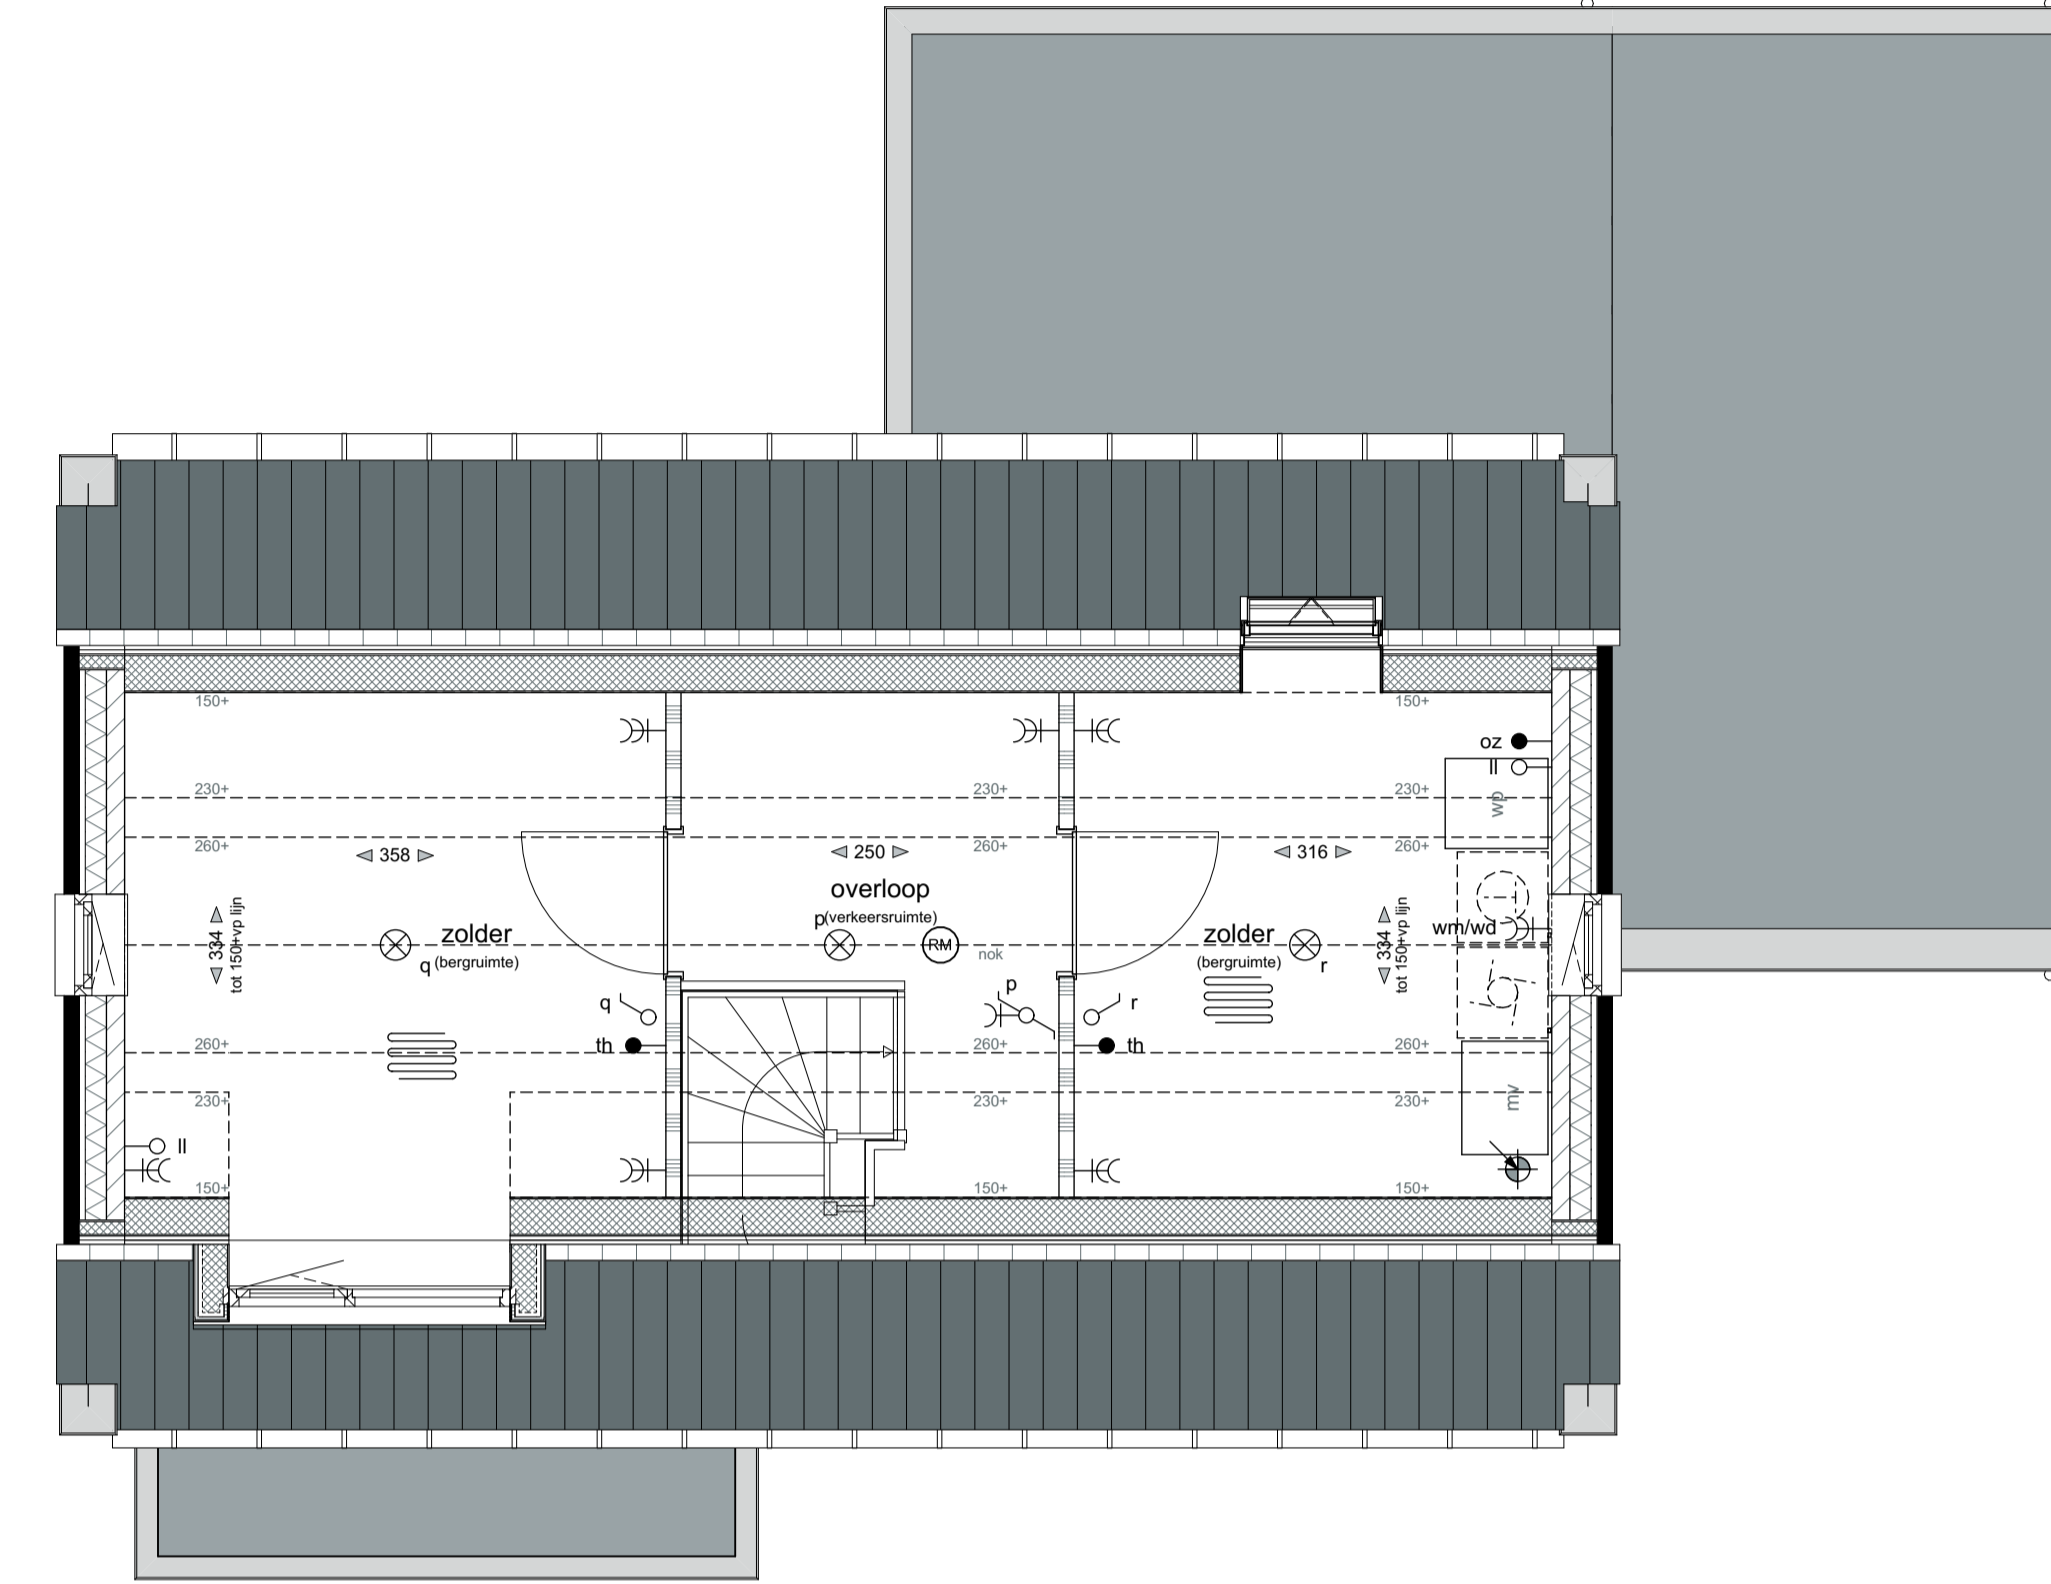 150+
150+
oz
ll
wp
230+
230+
230+
260+
260+
260+
358
250
316
overloop
p(verkeersruimte)
334
tot 150+vp lijn
zolder
q (bergruimte)
RM
nok
zolder
(bergruimte)
r
334
tot 150+vp lijn
wm/wd
q
p
r
th
th
260+
260+
260+
230+
230+
230+
mv
ll
150+
150+
150+